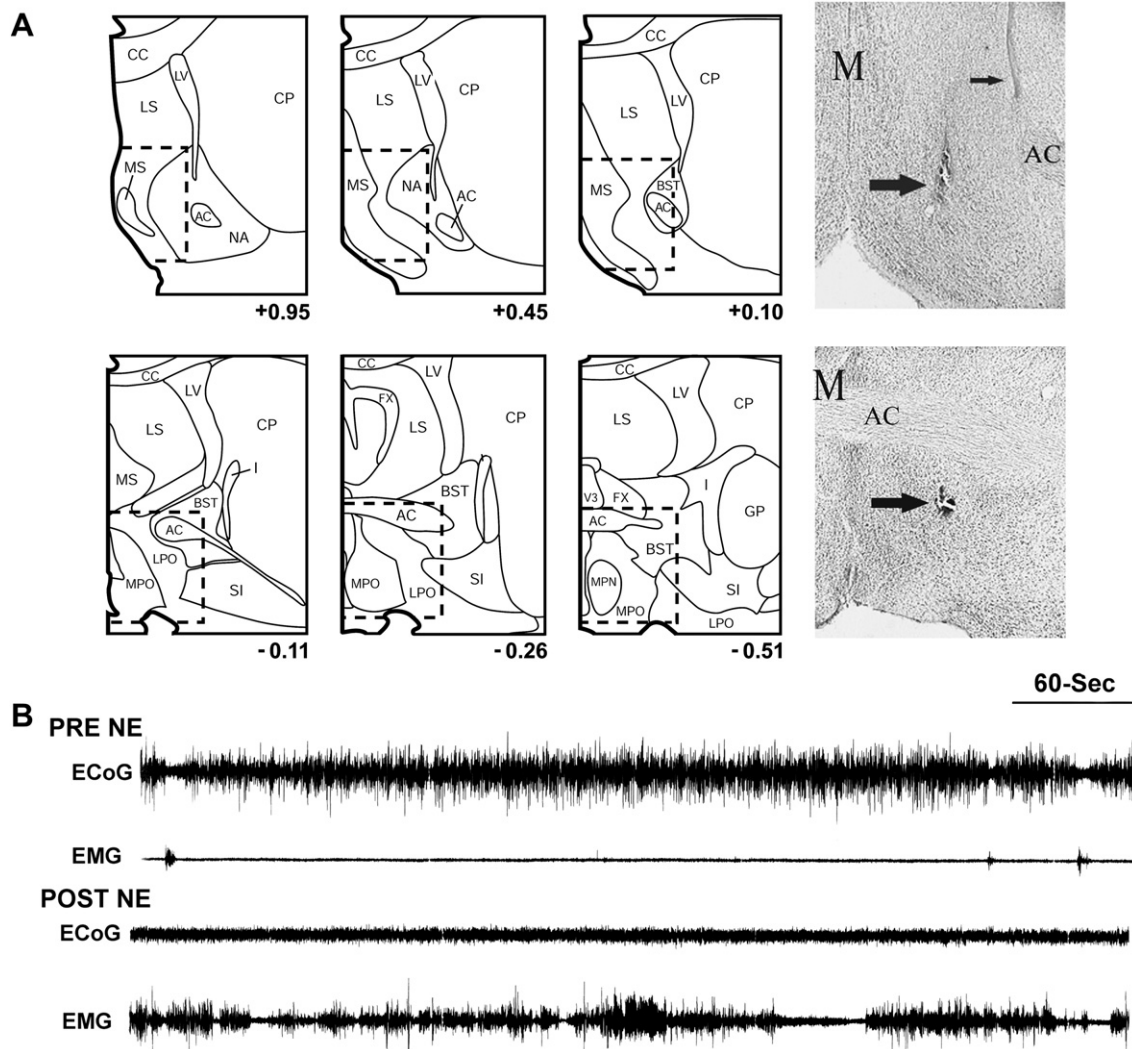 A
CC
LV
CP
LS
MS
AC
NA
+0.95
CC
LV
CP
LS
MS
NA
AC
+0.45
CC
LV
CP
LS
MS
BST
AC
+0.10
M
AC
CC
LV
LS
CP
MS
I
BST
AC
LPO
MPO
SI
-0.11
CC
LV
FX
LS
CP
BST
AC
MPO
LPO
SI
-0.26
CC
LV
LS
CP
V3
FX
I
GP
AC
BST
MPN
MPO
SI
LPO
-0.51
M
AC
60-Sec
B
PRE NE
ECoG
EMG
POST NE
ECoG
EMG